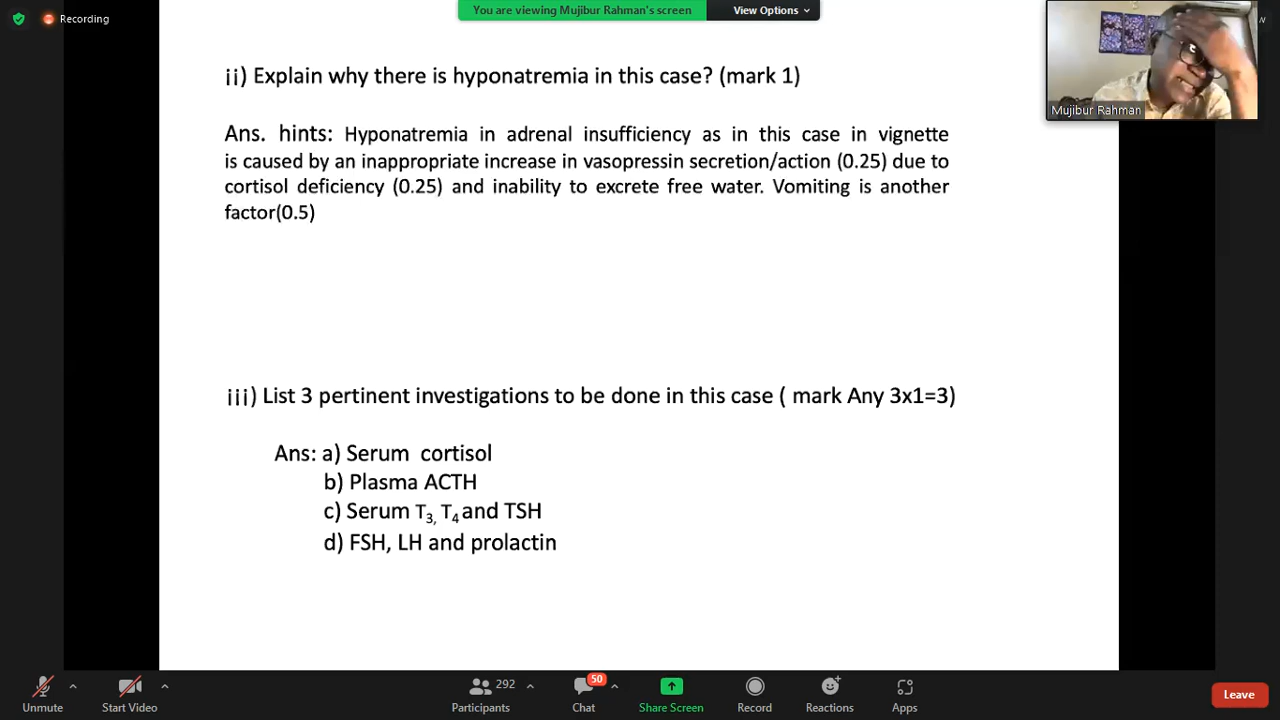 You are viewing Mujibur Rahman's screen
View Options
Recording
Mujibur Rahman
ii) Explain why there is hyponatremia in this case? (mark 1)
Ans. hints: Hyponatremia in adrenal insufficiency as in this case in vignette
is caused by an inappropriate increase in vasopressin secretion/action (0.25) due to
cortisol deficiency (0.25) and inability to excrete free water. Vomiting is another
factor(0.5)
iii) List 3 pertinent investigations to be done in this case ( mark Any 3x1=3)
Ans: a) Serum cortisol
b) Plasma ACTH
c) Serum T3, T4 and TSH
d) FSH, LH and prolactin
Unmute
Start Video
292
Participants
50
Chat
Share Screen
Record
Reactions
Apps
Leave